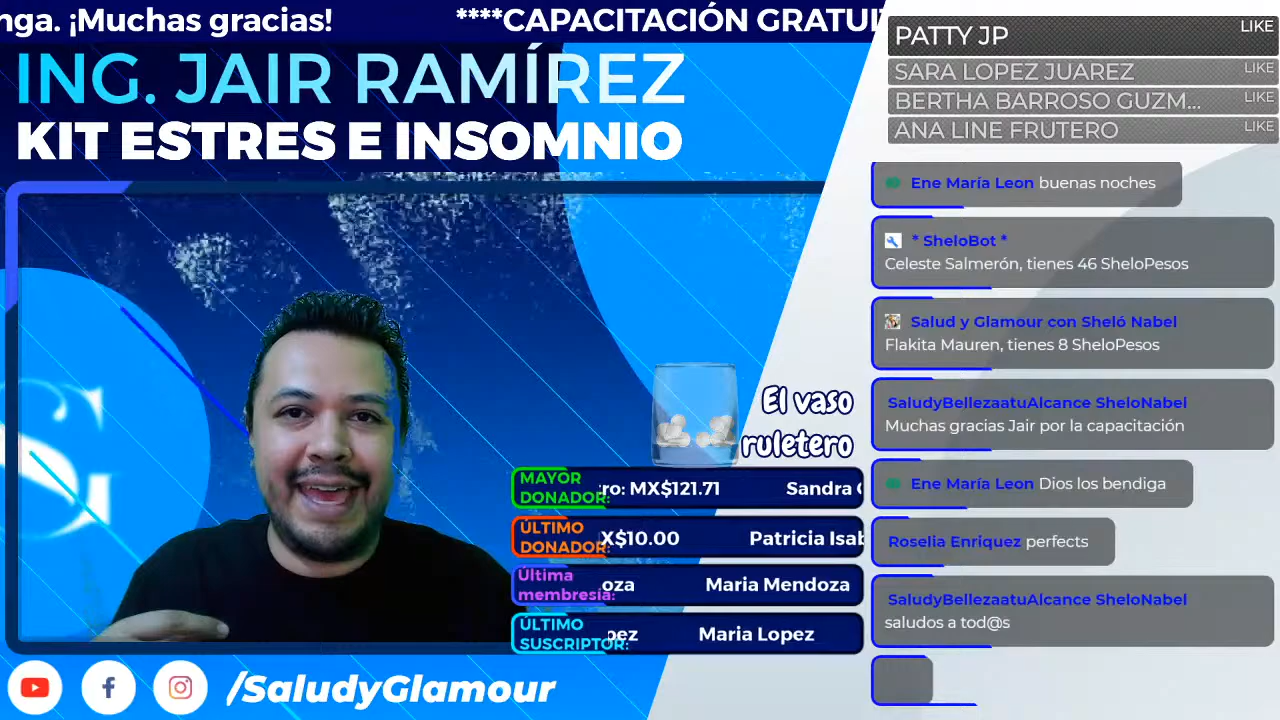 nga. ¡Muchas gracias! ****CAPACITACIÓN GRATUI
ING. JAIR RAMÍREZ
KIT ESTRES E INSOMNIO
El vaso
ruletero
MAYOR
DONADOR: ro: MX$121.71 Sandra
ÚLTIMO
DONADOR: X$10.00 Patricia Isab
Última
membresía: oza Maria Mendoza
ÚLTIMO
SUSCRIPTOR: pez Maria Lopez
/SaludyGlamour
PATTY JP LIKE
SARA LOPEZ JUAREZ LIKE
BERTHA BARROSO GUZM... LIKE
ANA LINE FRUTERO LIKE
Ene María Leon buenas noches
* SheloBot *
Celeste Salmerón, tienes 46 SheloPesos
Salud y Glamour con Sheló Nabel
Flakita Mauren, tienes 8 SheloPesos
SaludyBellezaatuAlcance SheloNabel
Muchas gracias Jair por la capacitación
Ene María Leon Dios los bendiga
Roselia Enriquez perfects
SaludyBellezaatuAlcance SheloNabel
saludos a tod@s